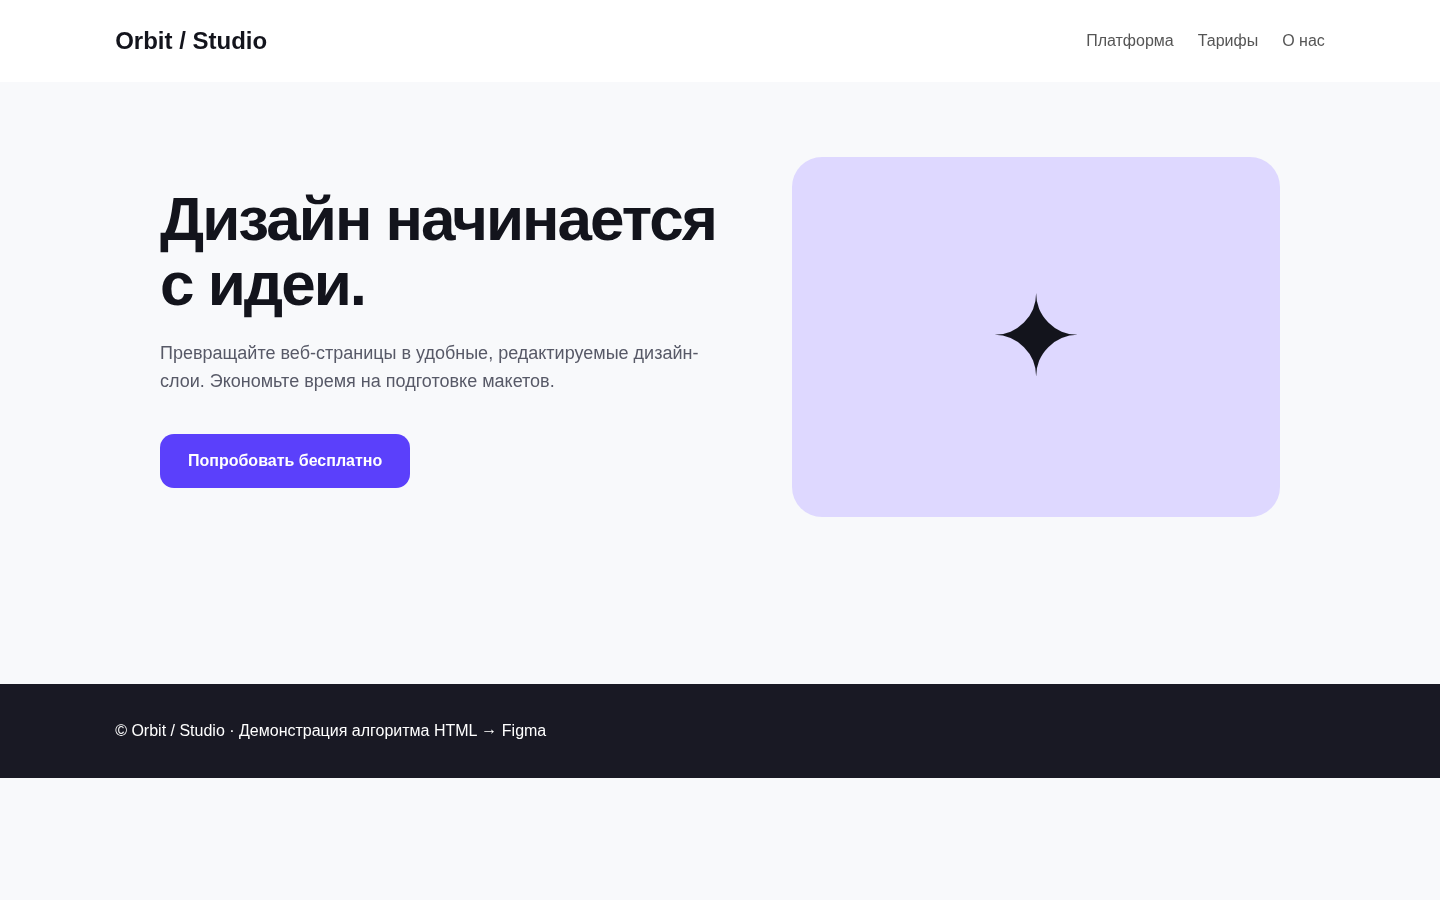 Orbit / Studio
Платформа
Тарифы
О нас
Дизайн начинается
с идеи.
Превращайте веб-страницы в удобные, редактируемые дизайн-
слои. Экономьте время на подготовке макетов.
Попробовать бесплатно
© Orbit / Studio · Демонстрация алгоритма HTML → Figma